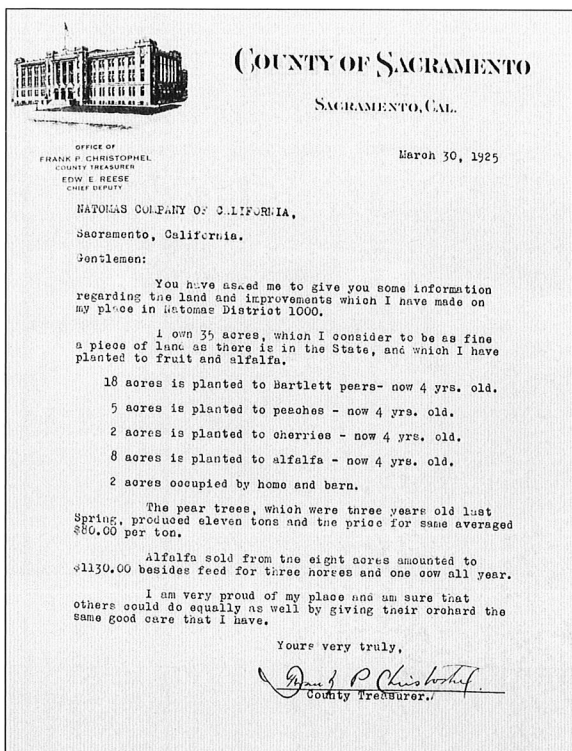 COUNTY OF SACRAMENTO
SACRAMENTO, CAL.
OFFICE OF
FRANK P. CHRISTOPHEL
COUNTY TREASURER
EDW E. REESE
CHIEF DEPUTY
March 30, 1925
NATOMAS COMPANY OF CALIFORNIA,
Sacramento, California.
Gentlemen:
You have asked me to give you some information
regarding the land and improvements which I have made on
my place in Natomas District 1000.
I own 35 acres, which I consider to be as fine
a piece of land as there is in the State, and which I have
planted to fruit and alfalfa.
18 acres is planted to Bartlett pears- now 4 yrs. old.
5 acres is planted to peaches - now 4 yrs. old.
2 acres is planted to cherries - now 4 yrs. old.
8 acres is planted to alfalfa - now 4 yrs. old.
2 acres occupied by home and barn.
The pear trees, which were three years old last
Spring, produced eleven tons and the price for same averaged
$80.00 per ton.
Alfalfa sold from the eight acres amounted to
$1130.00 besides feed for three horses and one cow all year.
I am very proud of my place and am sure that
others could do equally as well by giving their orchard the
same good care that I have.
Yours very truly,
Frank P Christophel
County Treasurer.